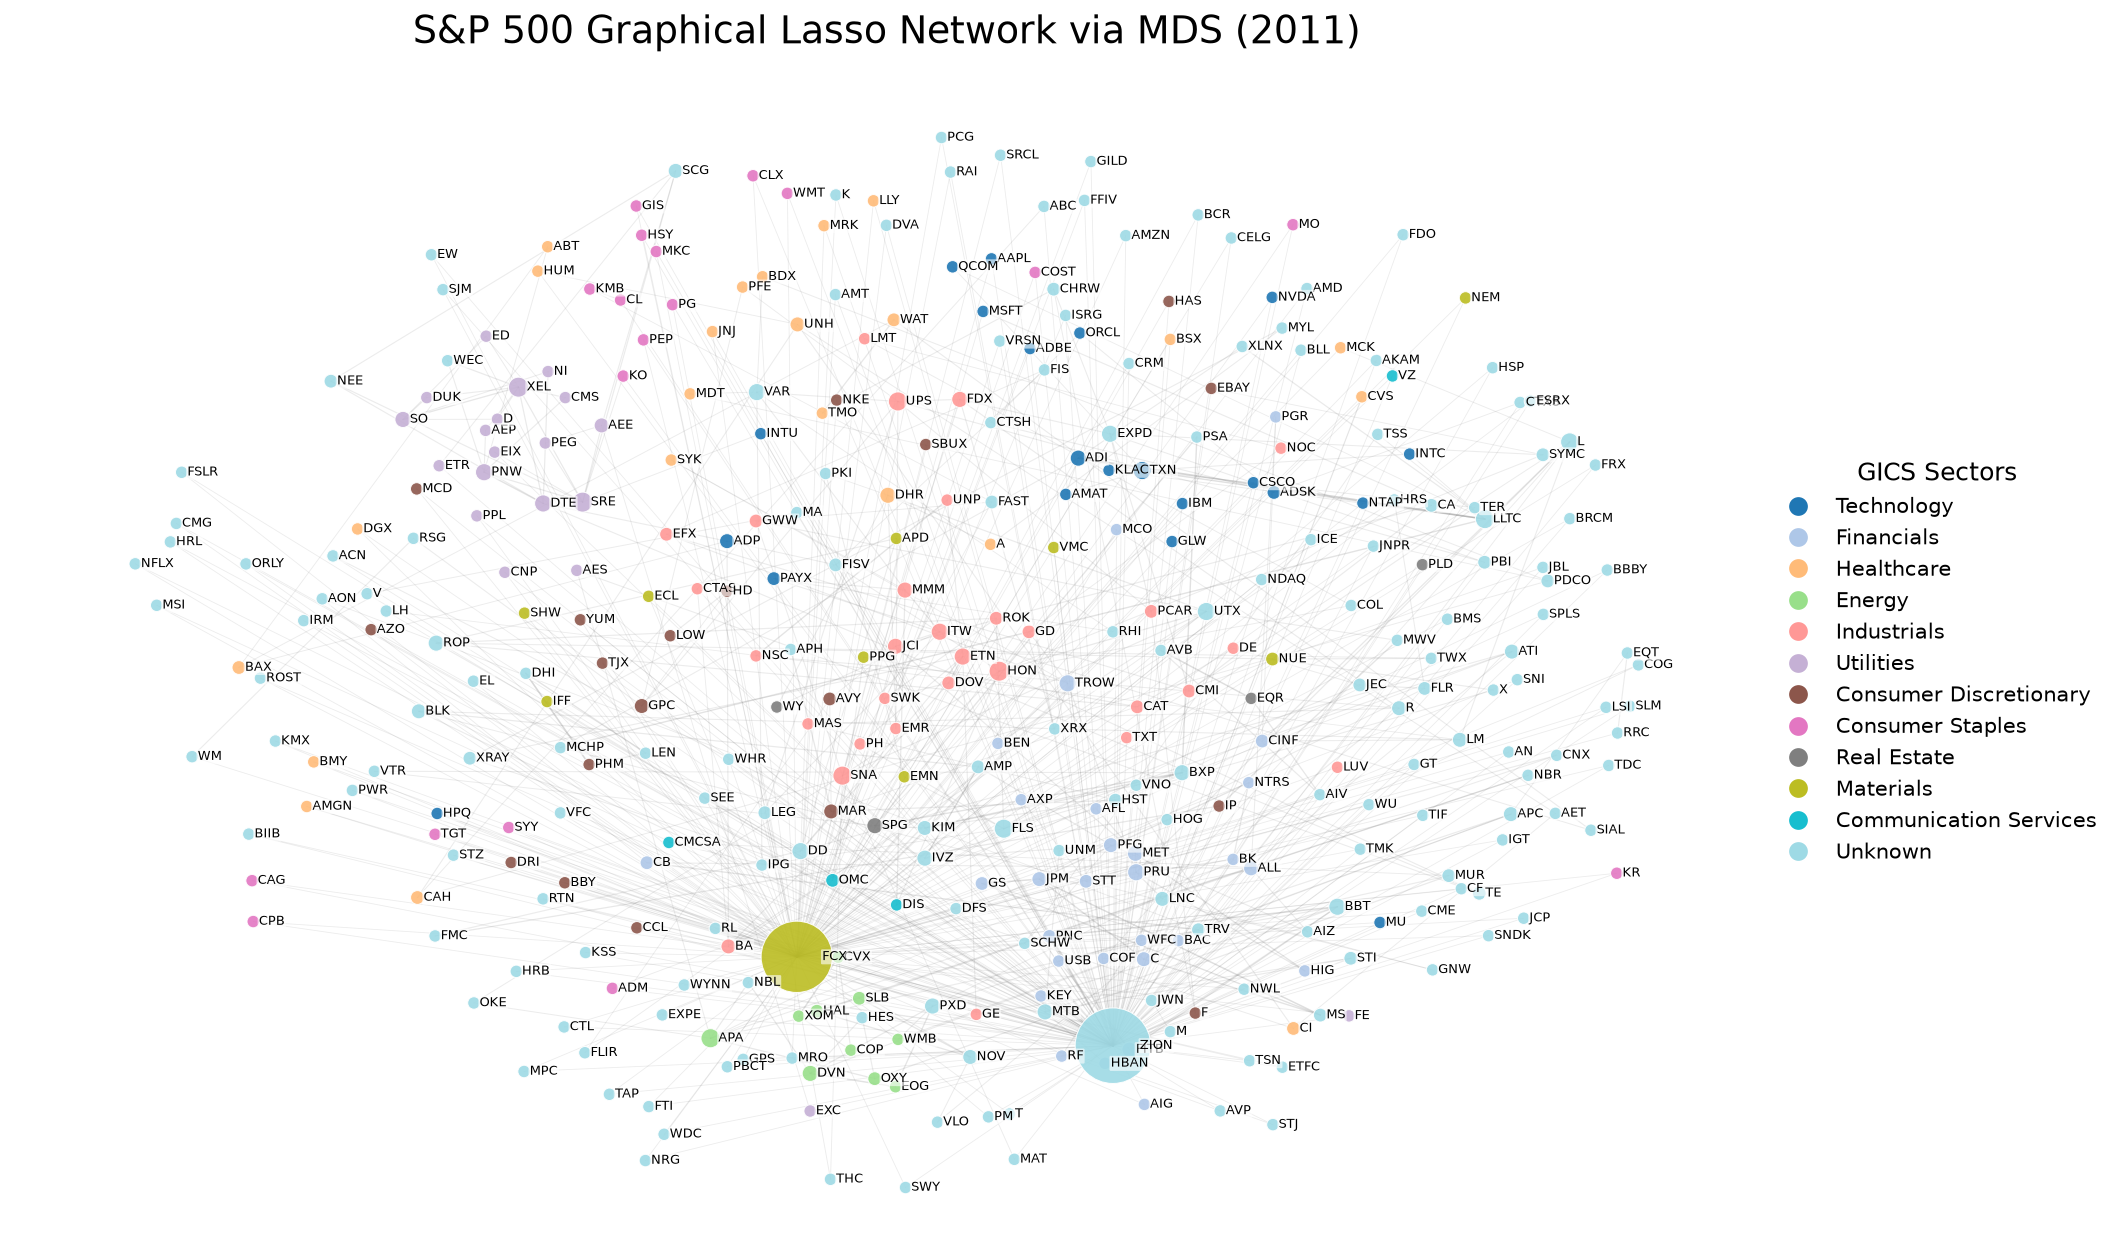 S&P 500 Graphical Lasso Network via MDS (2011)
PCG
SRCL
GILD
SCG
CLX
RAI
WMT
K
LLY
FFIV
GIS
ABC
BCR
MRK
DVA
MO
HSY
AMZN
CELG
FDO
EW
ABT
MKC
AAPL
QCOM
HUM
BDX
COST
SJM
KMB
PFE
CHRW
AMD
CL
PG
AMT
NVDA
NEM
HAS
MSFT
ISRG
UNH
WAT
MYL
JNJ
ORCL
ED
PEP
LMT
VRSN
ADBE
BSX
XLNX
BLL
MCK
WEC
CRM
AKAM
HSP
NI
FIS
KO
VZ
NEE
XEL
EBAY
DUK
CMS
MDT
VAR
NKE
UPS
FDX
CVS
ESRX
TMO
PGR
SO
D
AEP
AEE
CTSH
INTU
EXPD
PSA
TSS
PEG
SBUX
NOC
L
EIX
SYK
ADI
INTC
SYMC
ETR
PNW
PKI
KLAC
TXN
FRX
FSLR
MCD
CSCO
ADSK
DHR
AMAT
DTE
SRE
UNP
FAST
IBM
NTAP
HRS
CA
TER
PPL
MA
LLTC
BRCM
CMG
GWW
DGX
EFX
MCO
HRL
RSG
ADP
APD
A
VMC
GLW
ICE
JNPR
ACN
NFLX
ORLY
FISV
PLD
PBI
JBL
BBBY
CNP
AES
PAYX
NDAQ
PDCO
MSI
AON
V
ECL
CTAS
HD
MMM
COL
LH
SHW
YUM
PCAR
UTX
SPLS
IRM
AZO
LOW
ITW
ROK
GD
RHI
BMS
ROP
APH
JCI
AVB
DE
MWV
ATI
EQT
BAX
TJX
NSC
PPG
ETN
NUE
TWX
COG
ROST
DHI
HON
EL
DOV
TROW
JEC
FLR
X
SNI
IFF
GPC
AVY
SWK
CMI
EQR
BLK
WY
CAT
R
LSI
SLM
MAS
EMR
XRX
KMX
MCHP
PH
BEN
TXT
CINF
LM
RRC
WM
LEN
AN
CNX
BMY
XRAY
PHM
WHR
AMP
LUV
GT
TDC
VTR
SNA
EMN
BXP
NBR
PWR
VNO
NTRS
AMGN
SEE
AXP
HST
AIV
HPQ
VFC
LEG
MAR
AFL
IP
WU
APC
AET
BIIB
TGT
SYY
SPG
KIM
FLS
HOG
TIF
SIAL
CMCSA
IGT
STZ
DRI
CB
IPG
DD
IVZ
UNM
PFG
MET
BK
ALL
TMK
CAG
BBY
OMC
GS
JPM
STT
PRU
MUR
KR
CF
TE
CAH
RTN
DIS
DFS
LNC
BBT
CME
CPB
CCL
RL
TRV
MU
JCP
FMC
BA
PNC
SCHW
WFC
BAC
AIZ
SNDK
KSS
FCX
CVX
USB
COF
C
STI
HRB
HIG
GNW
ADM
WYNN
NBL
NWL
OKE
SLB
PXD
KEY
JWN
EXPE
XOM
HAL
HES
GE
MTB
F
MS
FE
CTL
APA
WMB
M
CI
FLIR
COP
NOV
RF
ZION
GPS
MRO
HBAN
TSN
MPC
PBCT
DVN
OXY
EOG
ETFC
TAP
FTI
EXC
AIG
AVP
VLO
PM
T
STJ
WDC
NRG
MAT
THC
SWY
GICS Sectors
Technology
Financials
Healthcare
Energy
Industrials
Utilities
Consumer Discretionary
Consumer Staples
Real Estate
Materials
Communication Services
Unknown